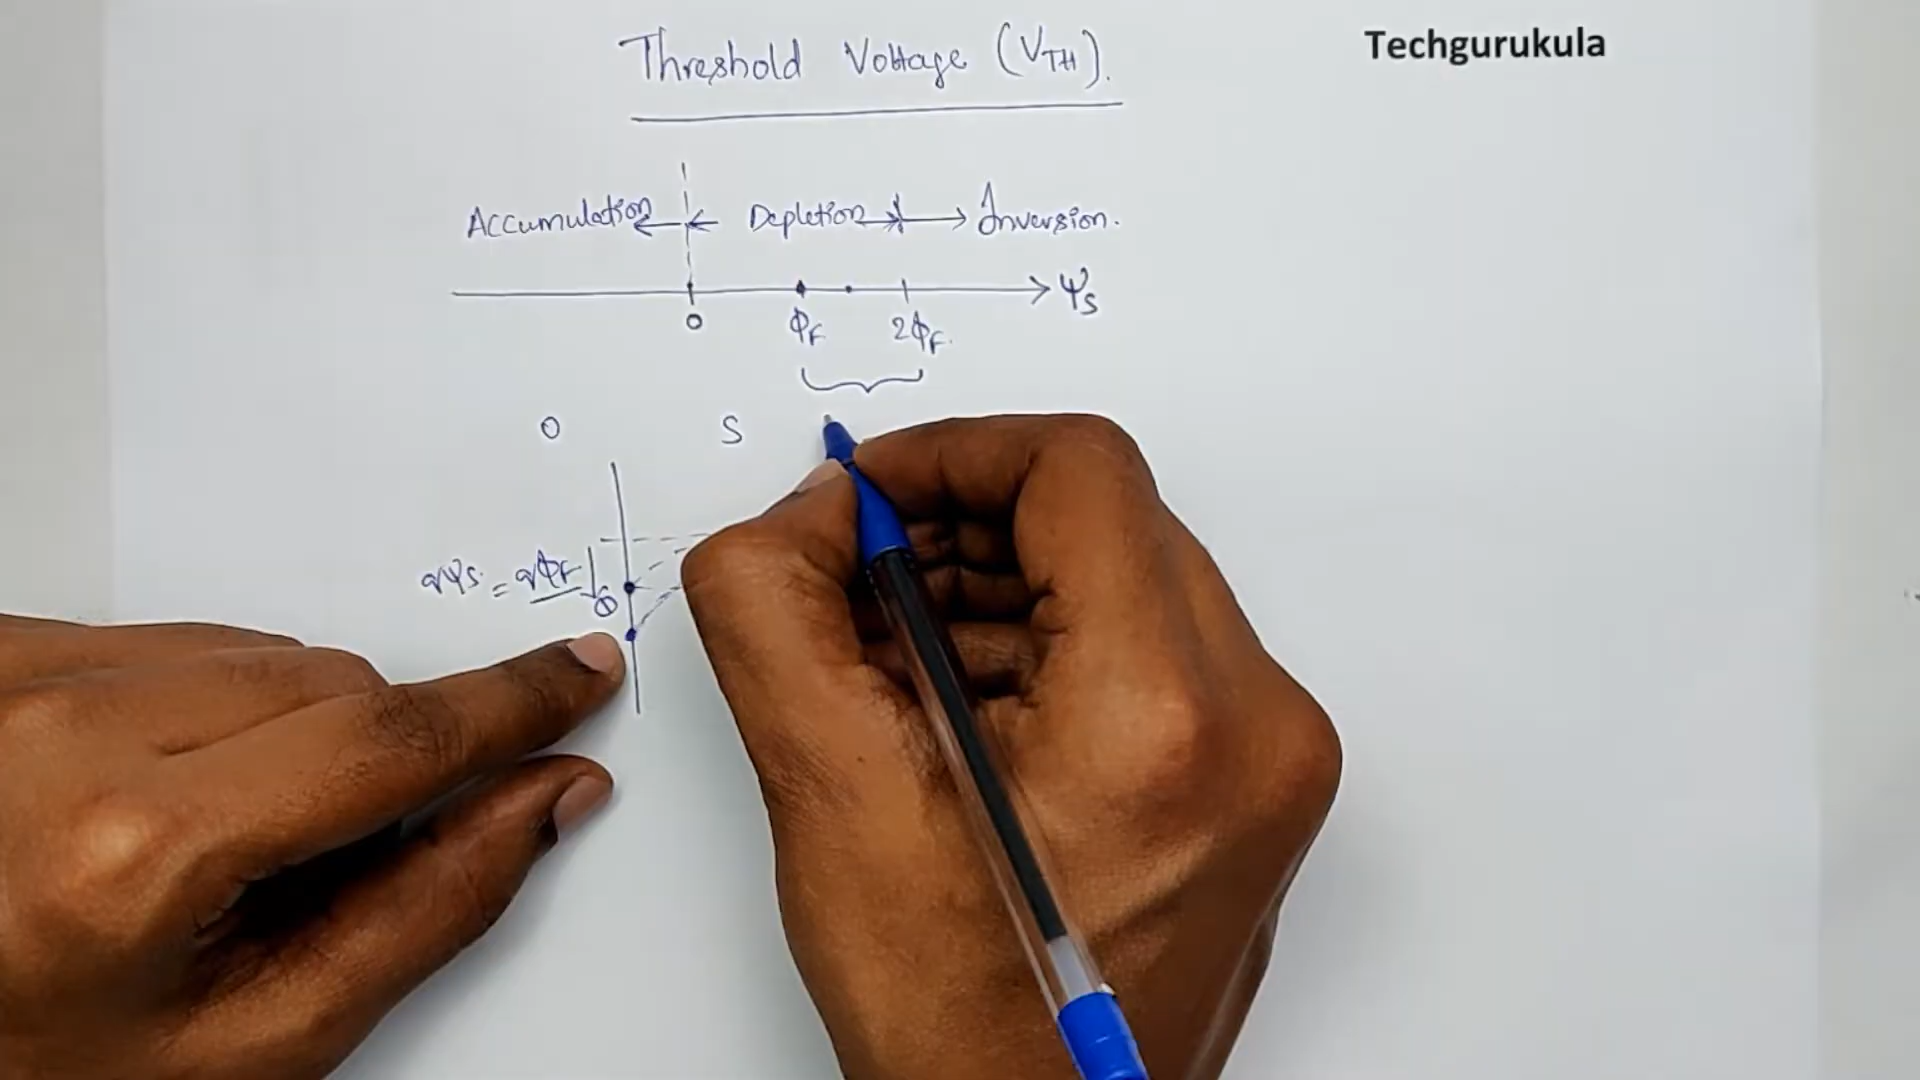 Threshold Voltage (VTH).
Techgurukula
Accumulation Depletion Inversion.
ψs
0 ϕF 2ϕF.
O S
qψs. = qϕF